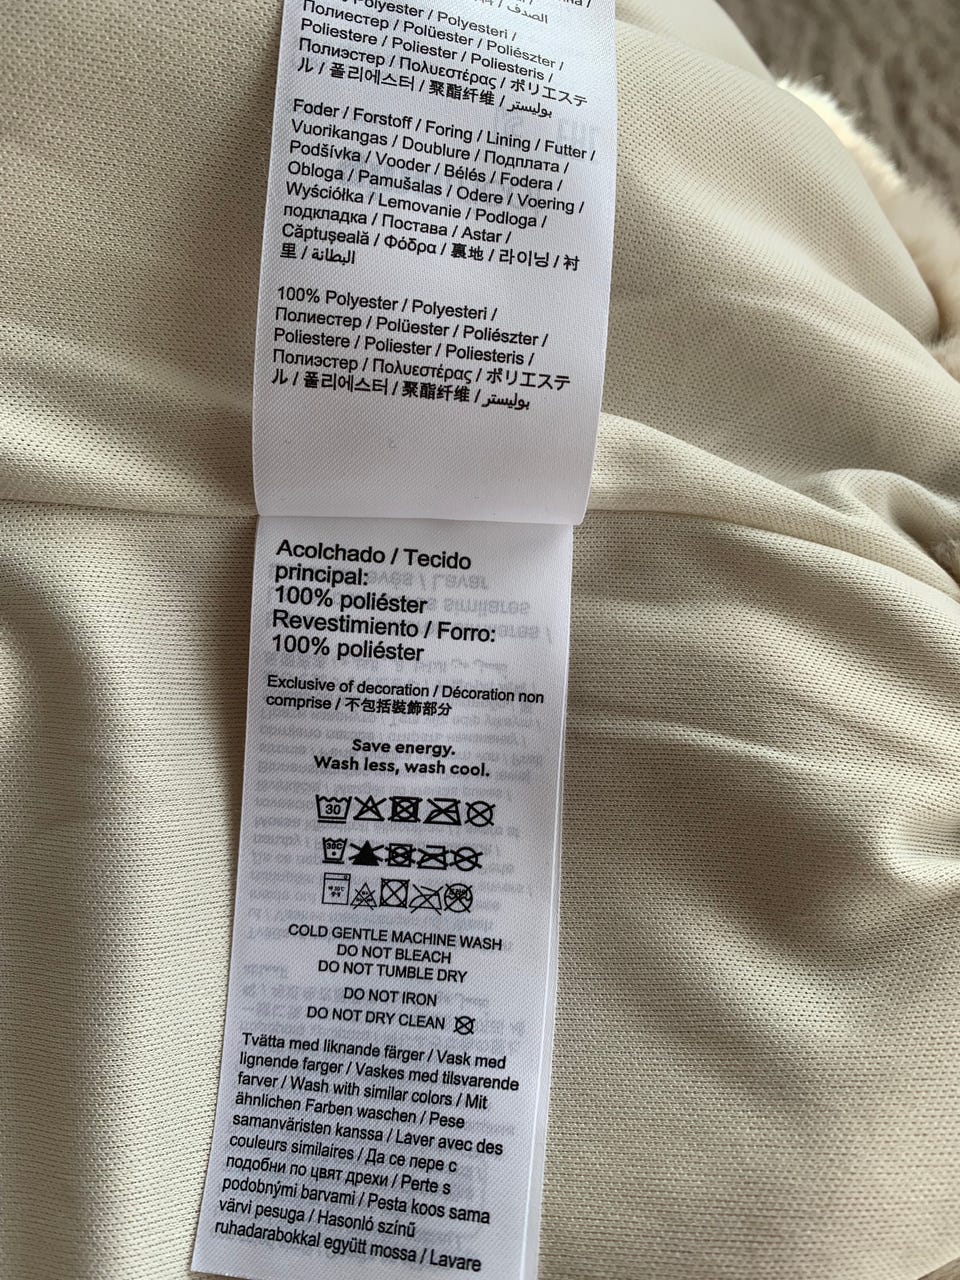 الصدف /
Polyester / Polyesteri /
Полиестер / Polüester / Poliészter /
Poliestere / Poliester / Poliesteris /
Полиэстер / Πολυεστέρας / ポリエステ
ル / 폴리에스터 / 聚酯纤维 / بوليستر
Foder / Forstoff / Foring / Lining / Futter /
Vuorikangas / Doublure / Подплата /
Podšívka / Vooder / Bélés / Fodera /
Obloga / Pamušalas / Odere / Voering /
Wyściółka / Lemovanie / Podloga /
подкладка / Постава / Astar /
Căptușeală / Φόδρα / 裏地 / 라이닝 / 衬
里 / البطانة
100% Polyester / Polyesteri /
Полиестер / Polüester / Poliészter /
Poliestere / Poliester / Poliesteris /
Полиэстер / Πολυεστέρας / ポリエステ
ル / 폴리에스터 / 聚酯纤维 / بوليستر
Acolchado / Tecido
principal:
100% poliéster
Revestimiento / Forro:
100% poliéster
Exclusive of decoration / Décoration non
comprise / 不包括裝飾部分
Save energy.
Wash less, wash cool.
30
30C
COLD GENTLE MACHINE WASH
DO NOT BLEACH
DO NOT TUMBLE DRY
DO NOT IRON
DO NOT DRY CLEAN
Tvätta med liknande färger / Vask med
lignende farger / Vaskes med tilsvarende
farver / Wash with similar colors / Mit
ähnlichen Farben waschen / Pese
samanväristen kanssa / Laver avec des
couleurs similaires / Да се пере с
подобни по цвят дрехи / Perte s
podobnými barvami / Pesta koos sama
värvi pesuga / Hasonló színű
ruhadarabokkal együtt mossa / Lavare